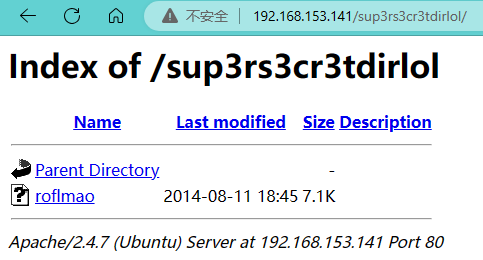 不安全 192.168.153.141/sup3rs3cr3tdirlol/
Index of /sup3rs3cr3tdirlol
Name Last modified Size Description
Parent Directory -
roflmao 2014-08-11 18:45 7.1K
Apache/2.4.7 (Ubuntu) Server at 192.168.153.141 Port 80